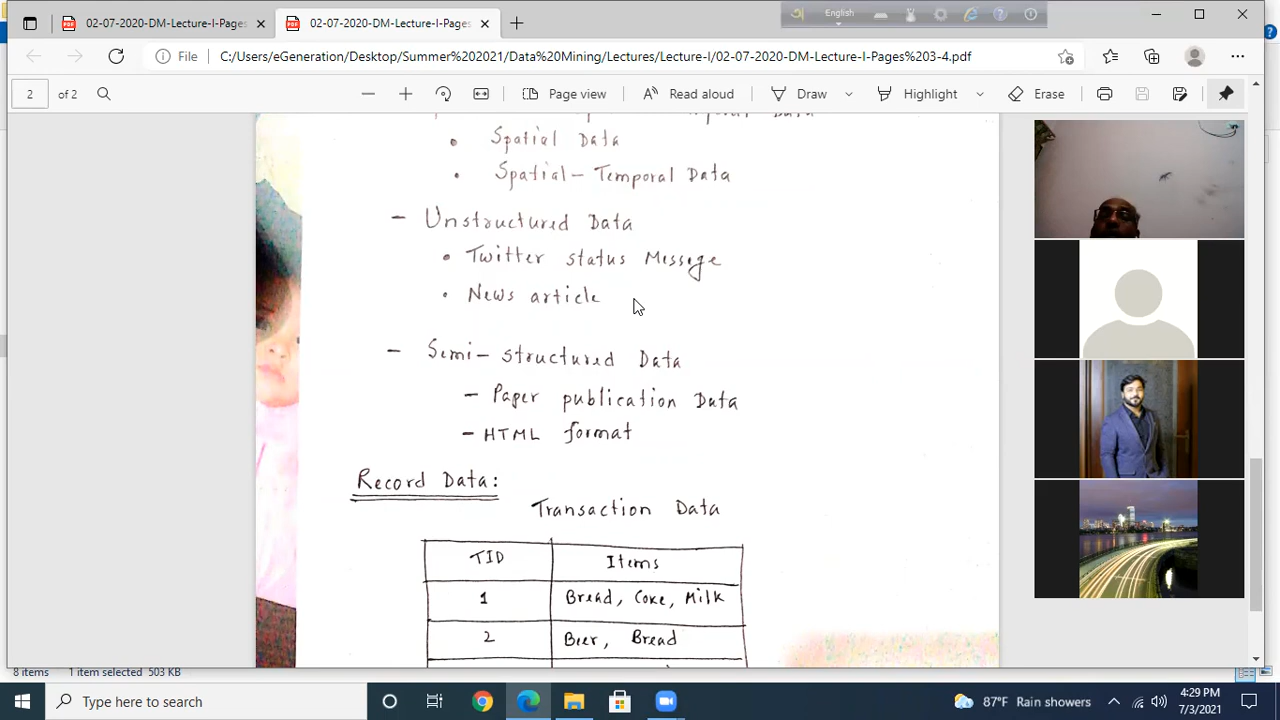 02-07-2020-DM-Lecture-I-Pages
02-07-2020-DM-Lecture-I-Pages
English
File C:/Users/eGeneration/Desktop/Summer%202021/Data%20Mining/Lectures/Lecture-I/02-07-2020-DM-Lecture-I-Pages%203-4.pdf
2 of 2 Page view Read aloud Draw Highlight Erase
Data
• Spatial Data
• Spatial-Temporal Data
- Unstructured Data
• Twitter status Message
• News article
- Semi-structured Data
- Paper publication Data
- HTML format
Record Data:
Transaction Data
TID Items
1 Bread, Coke, Milk
2 Beer, Bread
8 items 1 item selected 503 KB
Type here to search
87°F Rain showers
4:29 PM
7/3/2021